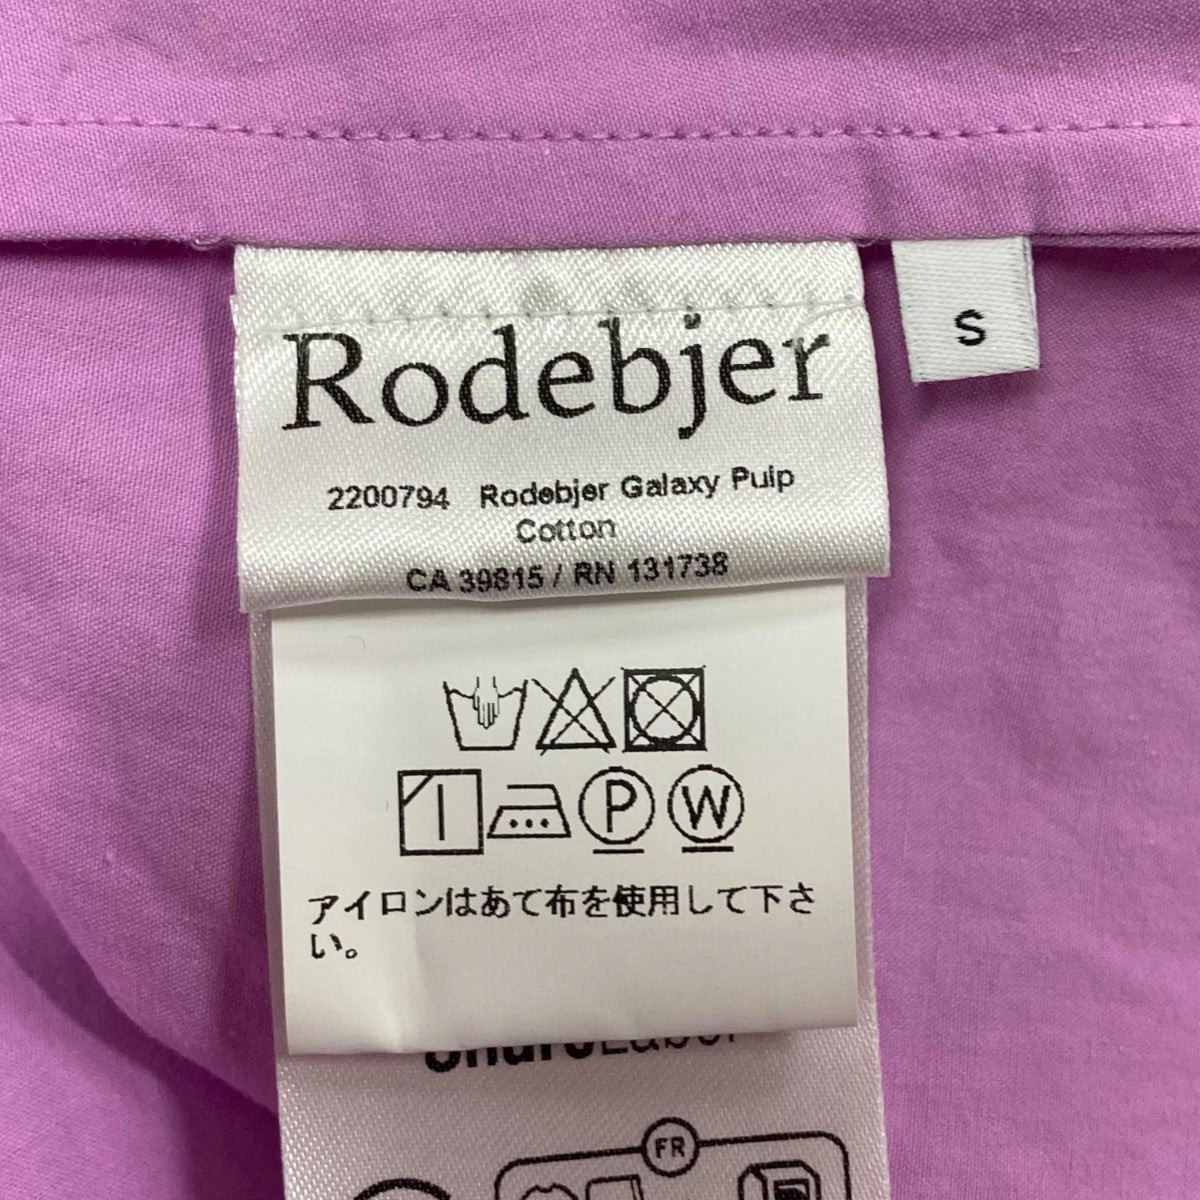 Rodebjer
S
2200794 Rodebjer Galaxy Pulp
Cotton
CA 39815 / RN 131738
P W
アイロンはあて布を使用して下さ
い。
FR